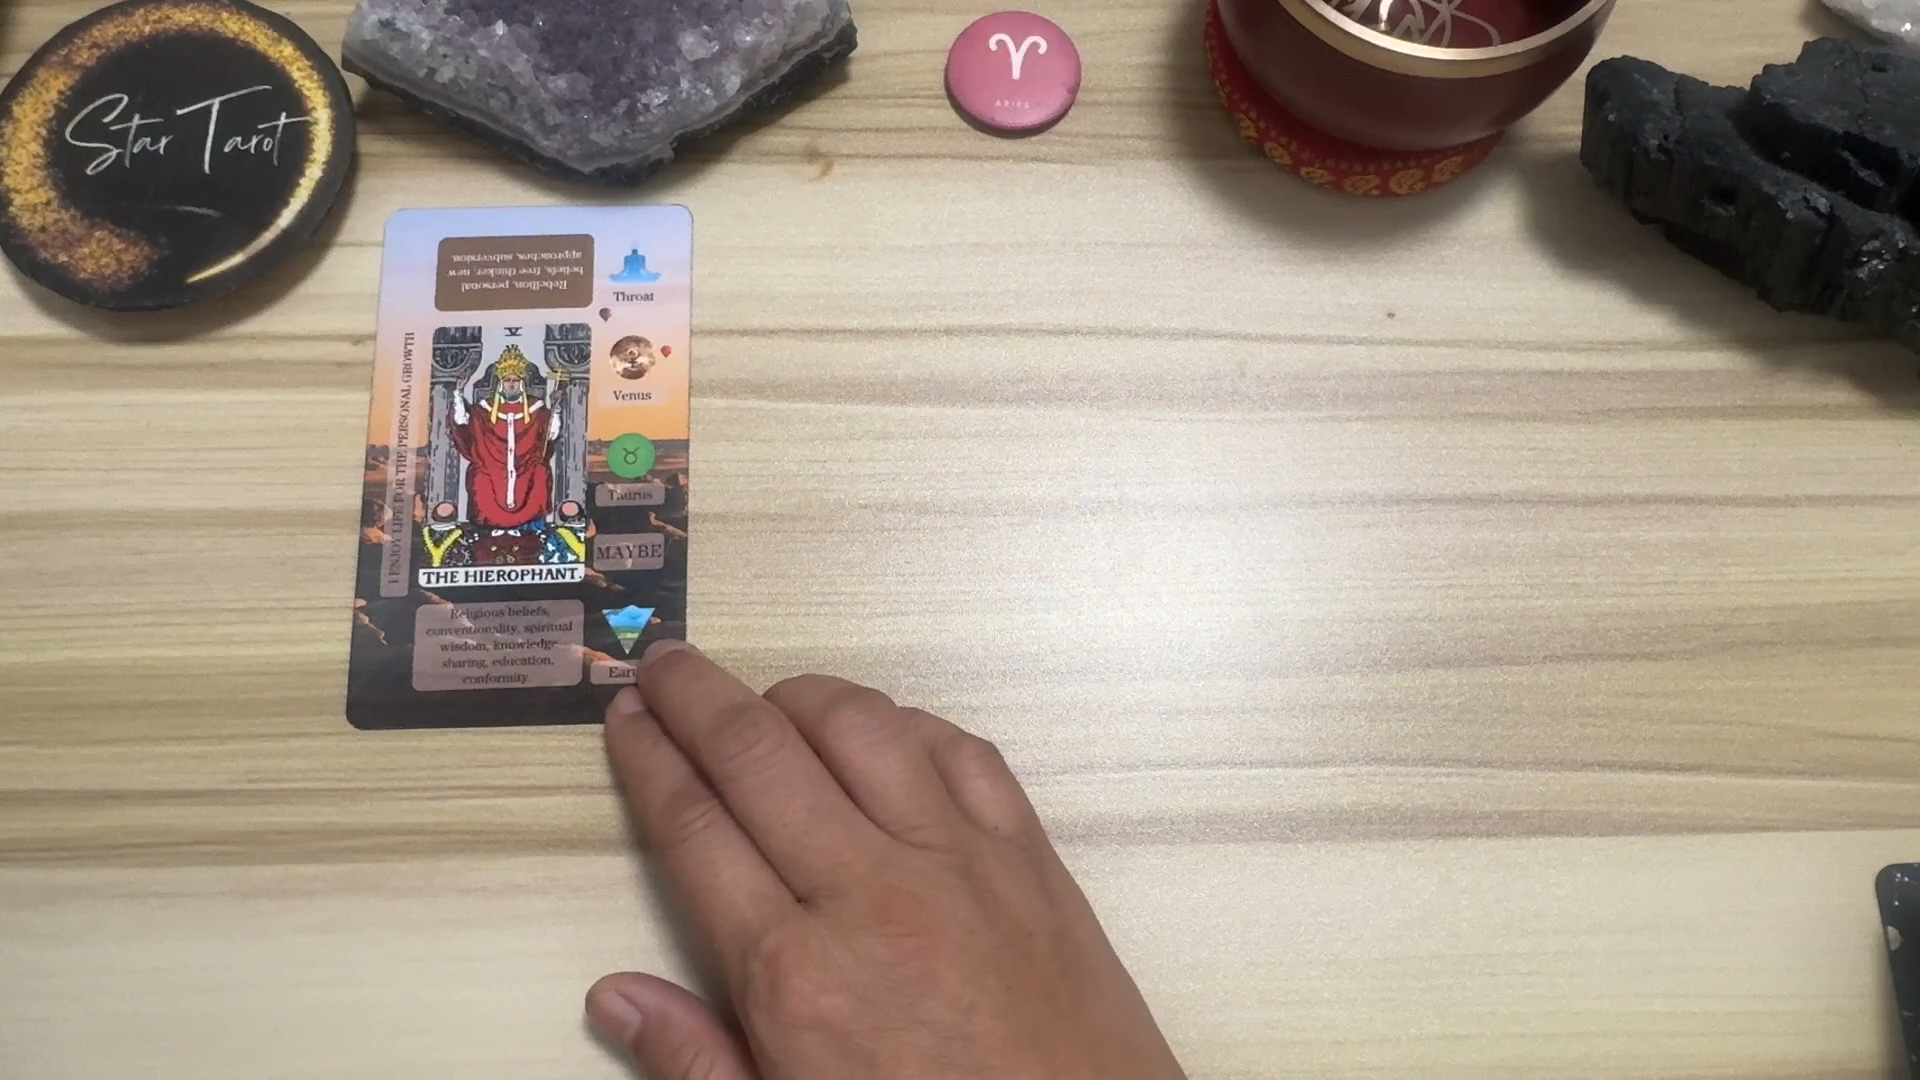 Star Tarot
ARIES
Rebellion, personal
beliefs, free thinker, new
approaches, subversion.
Throat
V
Venus
I ENJOY LIFE FOR THE PERSONAL GROWTH
Taurus
MAYBE
THE HIEROPHANT.
Religious beliefs,
conventionality, spiritual
wisdom, knowledge
sharing, education,
conformity.